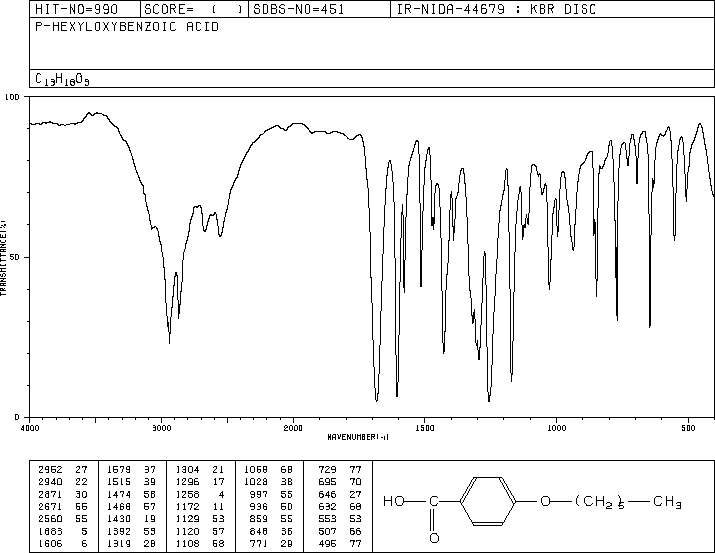 HIT-NO=990 SCORE= ( ) SDBS-NO=451 IR-NIDA-44679 : KBR DISC
P-HEXYLOXYBENZOIC ACID
C13H18O3
100
TRANSMITTANCE(%)
50
0
4000 3000 2000 1500 1000 500
WAVENUMBER(-1)
2952 27 1579 37 1304 21 1068 68 729 77
2940 22 1515 39 1296 17 1028 38 695 70
2871 30 1474 58 1258 4 997 55 646 27
2671 55 1468 57 1172 11 936 50 632 68
2560 55 1430 19 1129 53 859 55 553 53
1683 5 1392 53 1120 57 848 36 507 66
1606 6 1319 28 1108 58 771 29 495 77
HO C O O (CH2)5 CH3